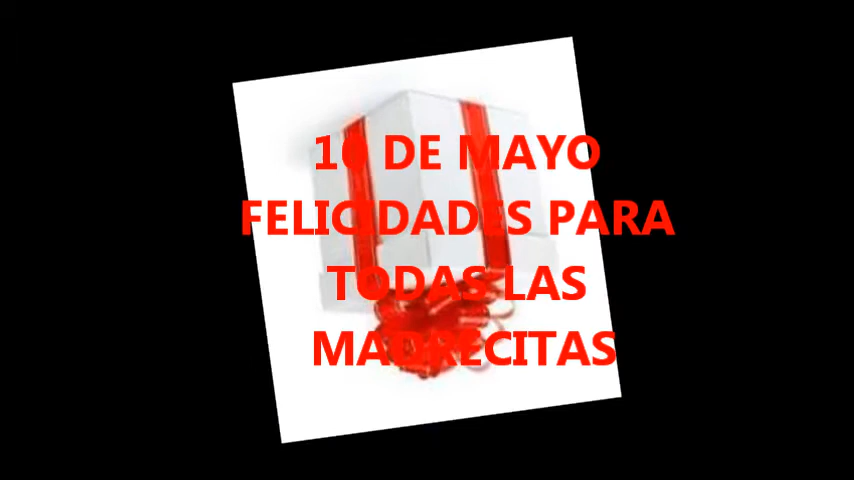 10 DE MAYO
FELICIDADES PARA
TODAS LAS
MADRECITAS